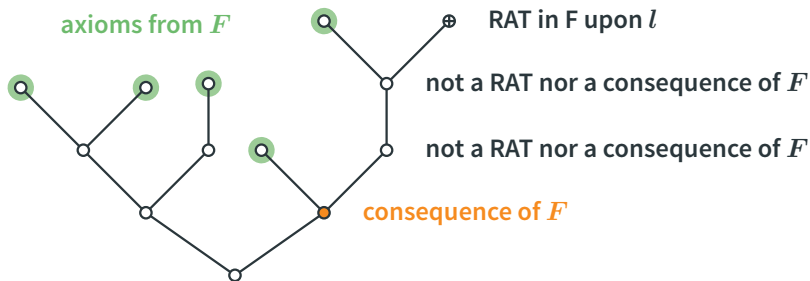 axioms from F
RAT in F upon l
not a RAT nor a consequence of F
not a RAT nor a consequence of F
consequence of F